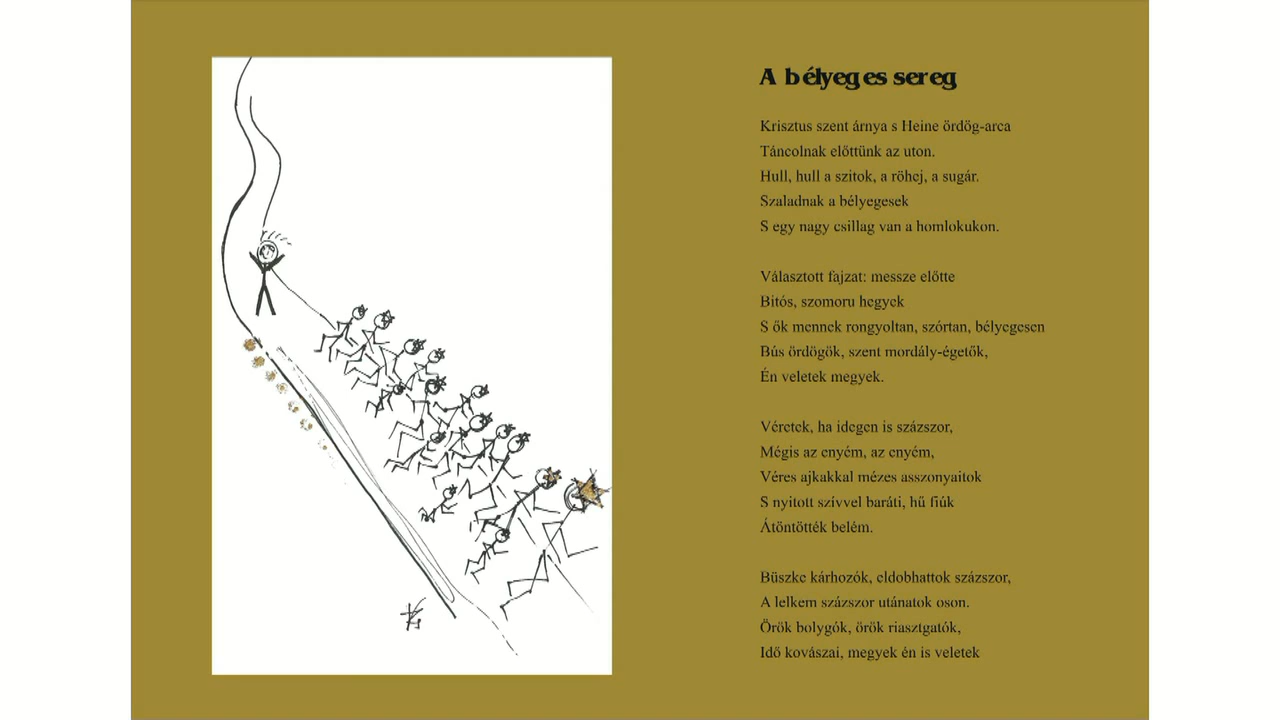 A bélyeges sereg
Krisztus szent árnya s Heine ördög-arca
Táncolnak előttünk az uton.
Hull, hull a szitok, a röhej, a sugár.
Szaladnak a bélyegesek
S egy nagy csillag van a homlokukon.
Választott fajzat: messze előtte
Bitós, szomoru hegyek
S ők mennek rongyoltan, szórtan, bélyegesen
Bús ördögök, szent mordály-égetők,
Én veletek megyek.
Véretek, ha idegen is százszor,
Mégis az enyém, az enyém,
Véres ajkakkal mézes asszonyaitok
S nyitott szívvel baráti, hű fiúk
Átöntötték belém.
Büszke kárhozók, eldobhattok százszor,
A lelkem százszor utánatok oson.
Örök bolygók, örök riasztgatók,
Idő kovászai, megyek én is veletek